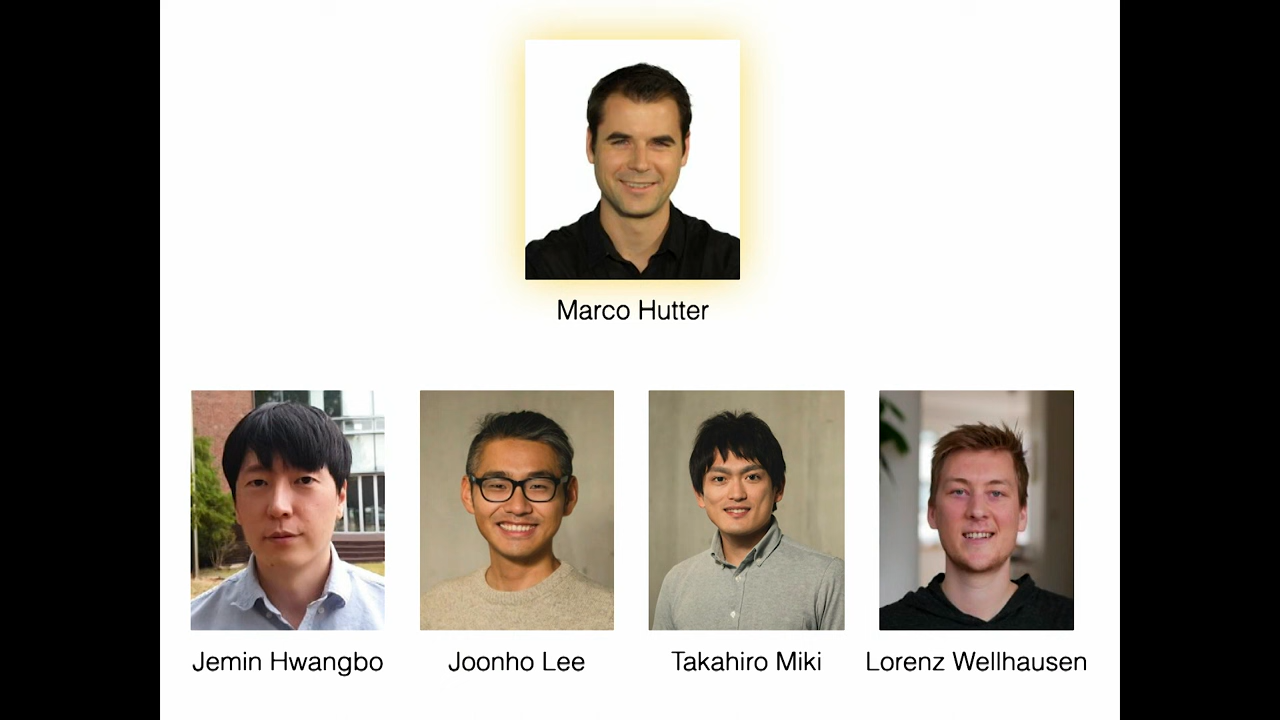 Marco Hutter
Jemin Hwangbo
Joonho Lee
Takahiro Miki
Lorenz Wellhausen